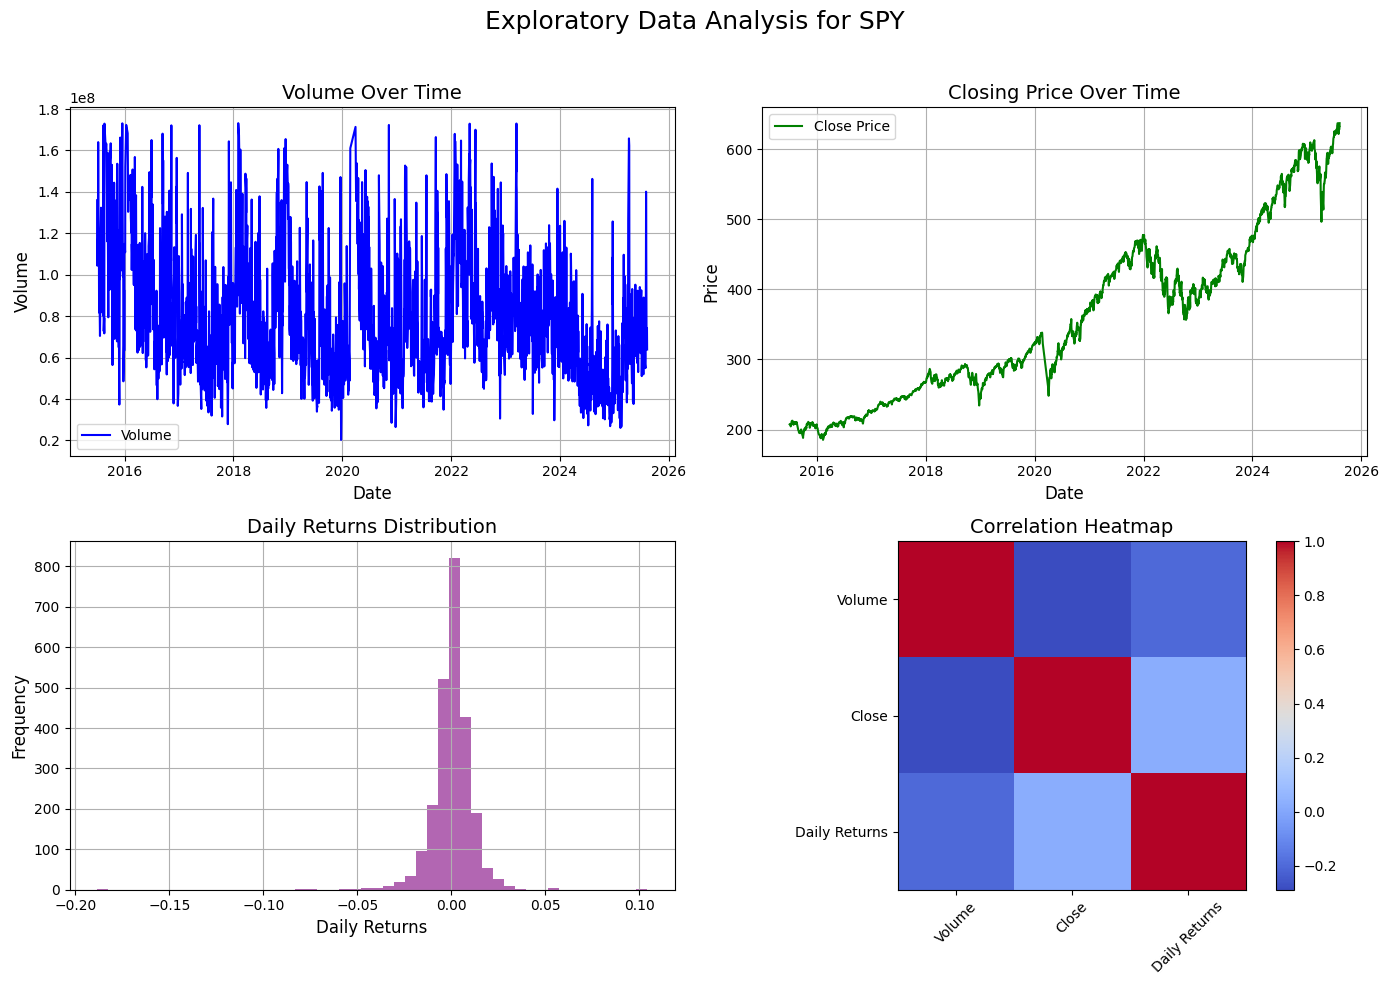 Exploratory Data Analysis for SPY
Volume Over Time
1e8
1.8
1.6
1.4
1.2
1.0
0.8
0.6
0.4
0.2
Volume
Volume
2016
2018
2020
2022
2024
2026
Date
Closing Price Over Time
Close Price
600
500
400
300
200
Price
2016
2018
2020
2022
2024
2026
Date
Daily Returns Distribution
800
700
600
500
400
300
200
100
0
Frequency
−0.20
−0.15
−0.10
−0.05
0.00
0.05
0.10
Daily Returns
Correlation Heatmap
Volume
Close
Daily Returns
Volume
Close
Daily Returns
1.0
0.8
0.6
0.4
0.2
0.0
−0.2